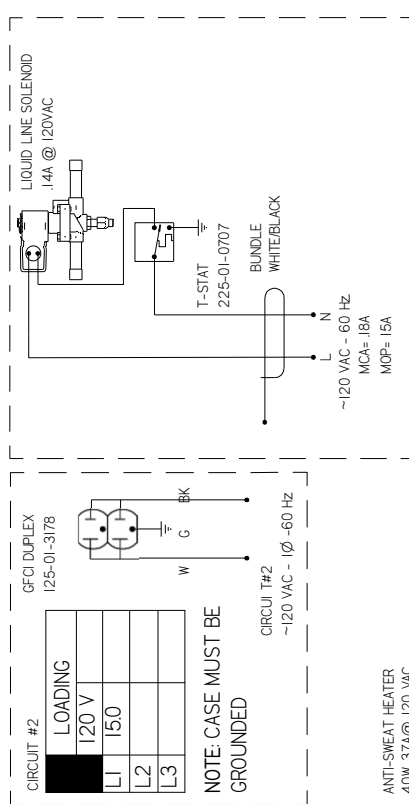 LIQUID LINE SOLENOID
.14A @ 120VAC
T-STAT
225-01-0707
BUNDLE
WHITE/BLACK
L
N
~120 VAC - 60 Hz
MCA= .18A
MOP= 15A
GFCI DUPLEX
125-01-3178
W
G
BK
CIRCUI T#2
~120 VAC - 1Ø -60 Hz
CIRCUIT #2
LOADING
120 V
L1 15.0
L2
L3
NOTE: CASE MUST BE
GROUNDED
ANTI-SWEAT HEATER